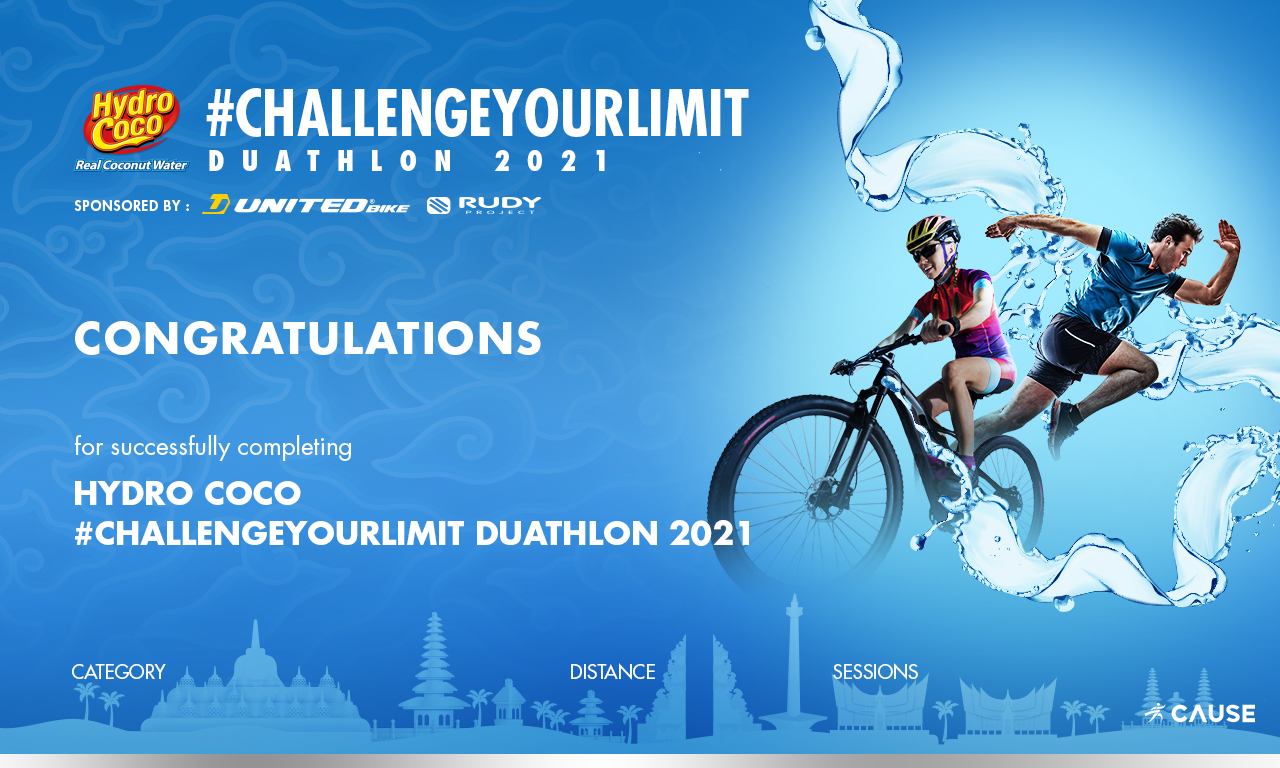 Hydro
Coco
Real Coconut Water
#CHALLENGEYOURLIMIT
DUATHLON 2021
SPONSORED BY : UNITED® BIKE RUDY PROJECT
CONGRATULATIONS
for successfully completing
HYDRO COCO
#CHALLENGEYOURLIMIT DUATHLON 2021
CATEGORY DISTANCE SESSIONS
CAUSE